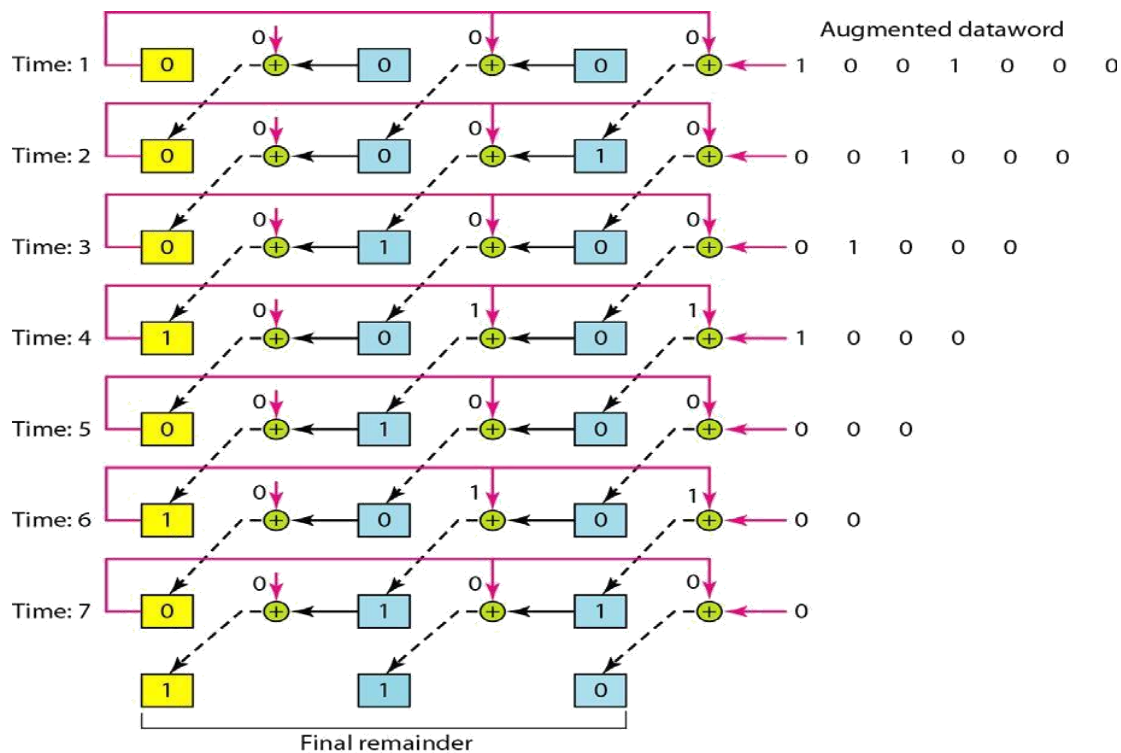 Augmented dataword
0 0 0
Time: 1 0 + 0 + 0 + 1 0 0 1 0 0 0
0 0 0
Time: 2 0 + 0 + 1 + 0 0 1 0 0 0
0 0 0
Time: 3 0 + 1 + 0 + 0 1 0 0 0
0 1 1
Time: 4 1 + 0 + 0 + 1 0 0 0
0 0 0
Time: 5 0 + 1 + 0 + 0 0 0
0 1 1
Time: 6 1 + 0 + 0 + 0 0
0 0 0
Time: 7 0 + 1 + 1 + 0
1 1 0
Final remainder